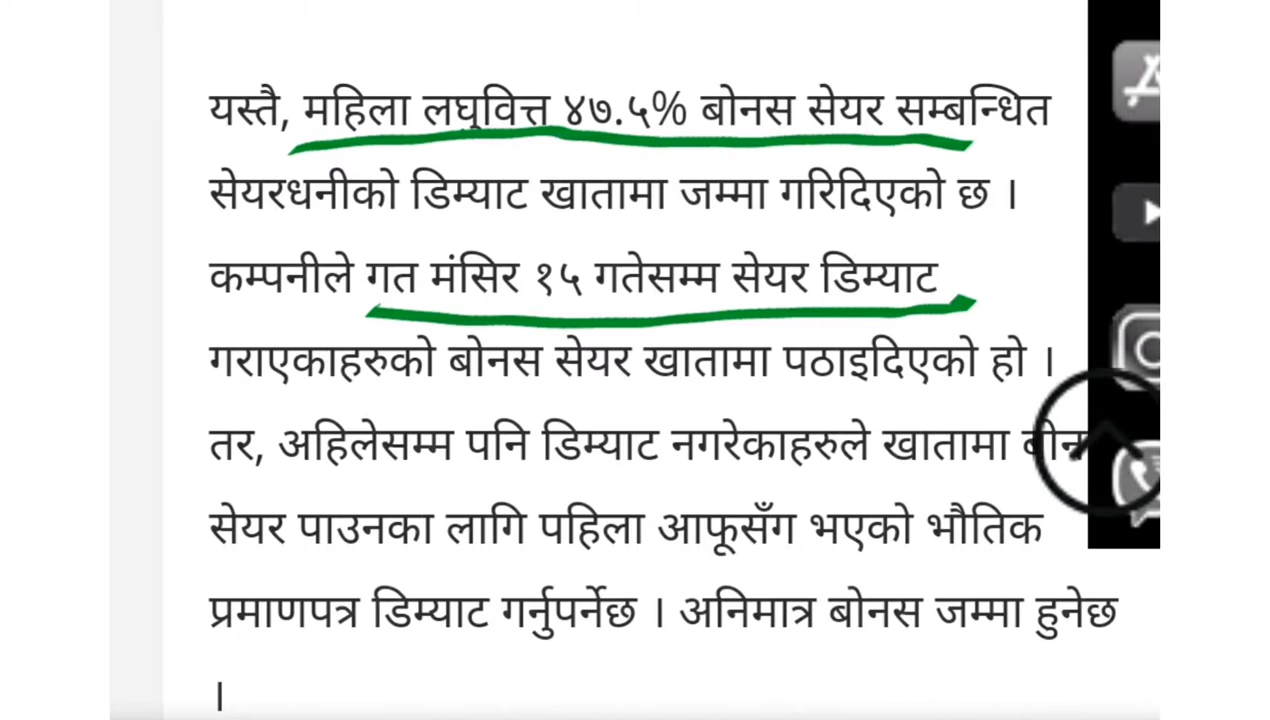 यस्तै, महिला लघुवित्त ४७.५% बोनस सेयर सम्बन्धित
सेयरधनीको डिम्याट खातामा जम्मा गरिदिएको छ ।
कम्पनीले गत मंसिर १५ गतेसम्म सेयर डिम्याट
गराएकाहरुको बोनस सेयर खातामा पठाइदिएको हो ।
तर, अहिलेसम्म पनि डिम्याट नगरेकाहरुले खातामा
सेयर पाउनका लागि पहिला आफूसँग भएको भौतिक
प्रमाणपत्र डिम्याट गर्नुपर्नेछ । अनिमात्र बोनस जम्मा हुनेछ
।